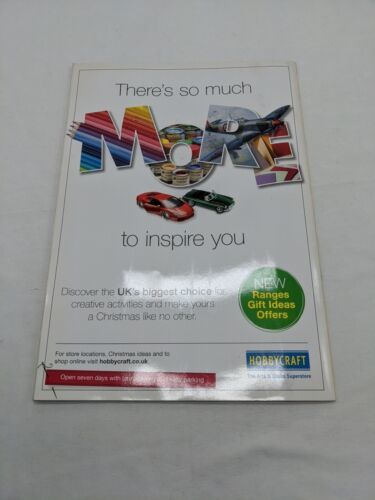 There's so much
MORE
to inspire you
Discover the UK's biggest choice for
creative activities and make yours
a Christmas like no other.
NEW
Ranges
Gift Ideas
Offers
For store locations, Christmas ideas and to
shop online visit hobbycraft.co.uk
HOBBYCRAFT
The Arts & Crafts Superstore
Open seven days with late parking